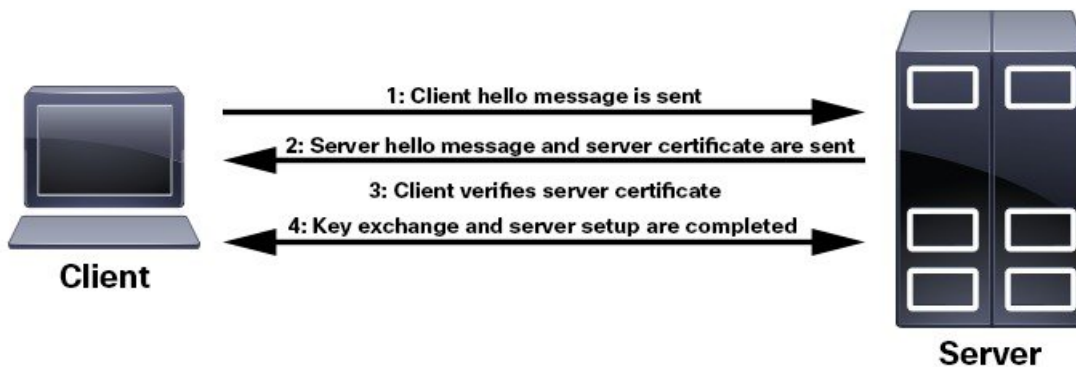 1: Client hello message is sent
2: Server hello message and server certificate are sent
3: Client verifies server certificate
4: Key exchange and server setup are completed
Client
Server